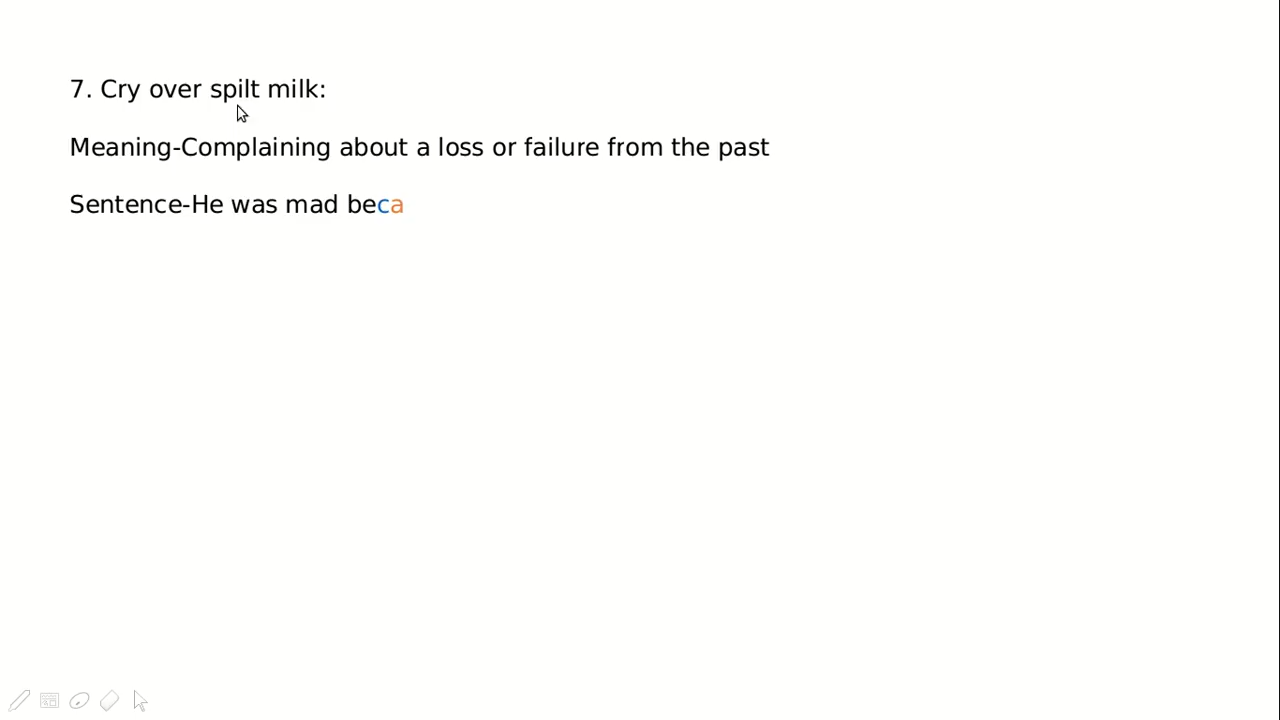 7. Cry over spilt milk:
Meaning-Complaining about a loss or failure from the past
Sentence-He was mad beca